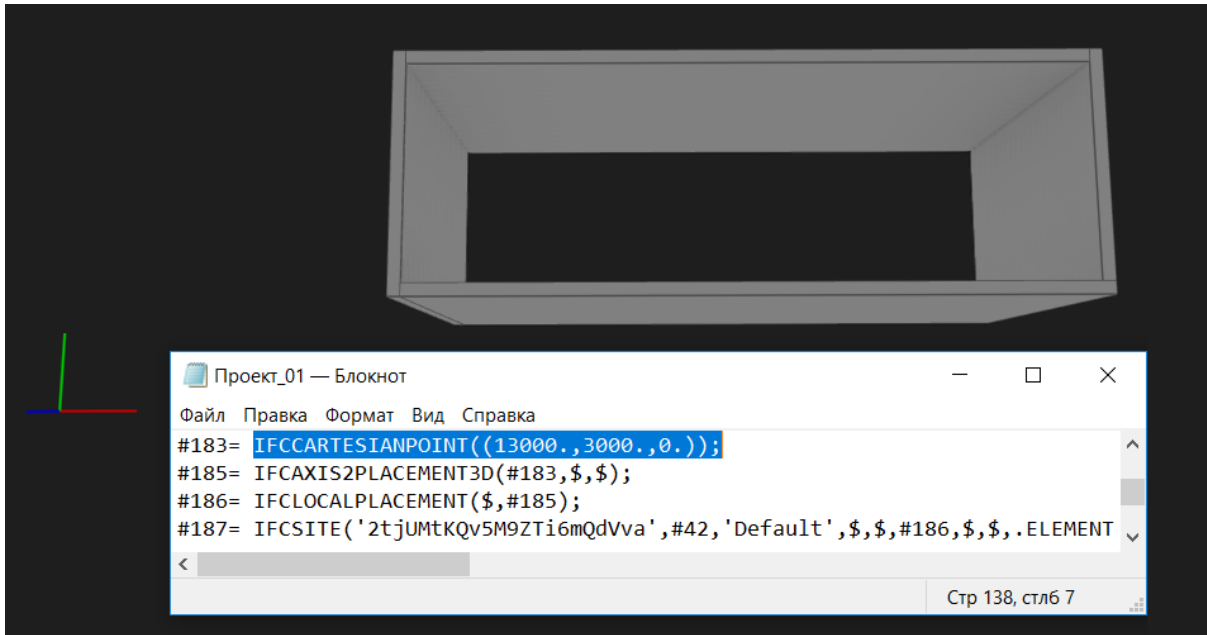 Проект_01 — Блокнот
Файл Правка Формат Вид Справка
#183= IFCCARTESIANPOINT((13000.,3000.,0.));
#185= IFCAXIS2PLACEMENT3D(#183,$,$);
#186= IFCLOCALPLACEMENT($,#185);
#187= IFCSITE('2tjUMtKQv5M9ZTi6mQdVva',#42,'Default',$,$,#186,$,$,.ELEMENT
Стр 138, стлб 7